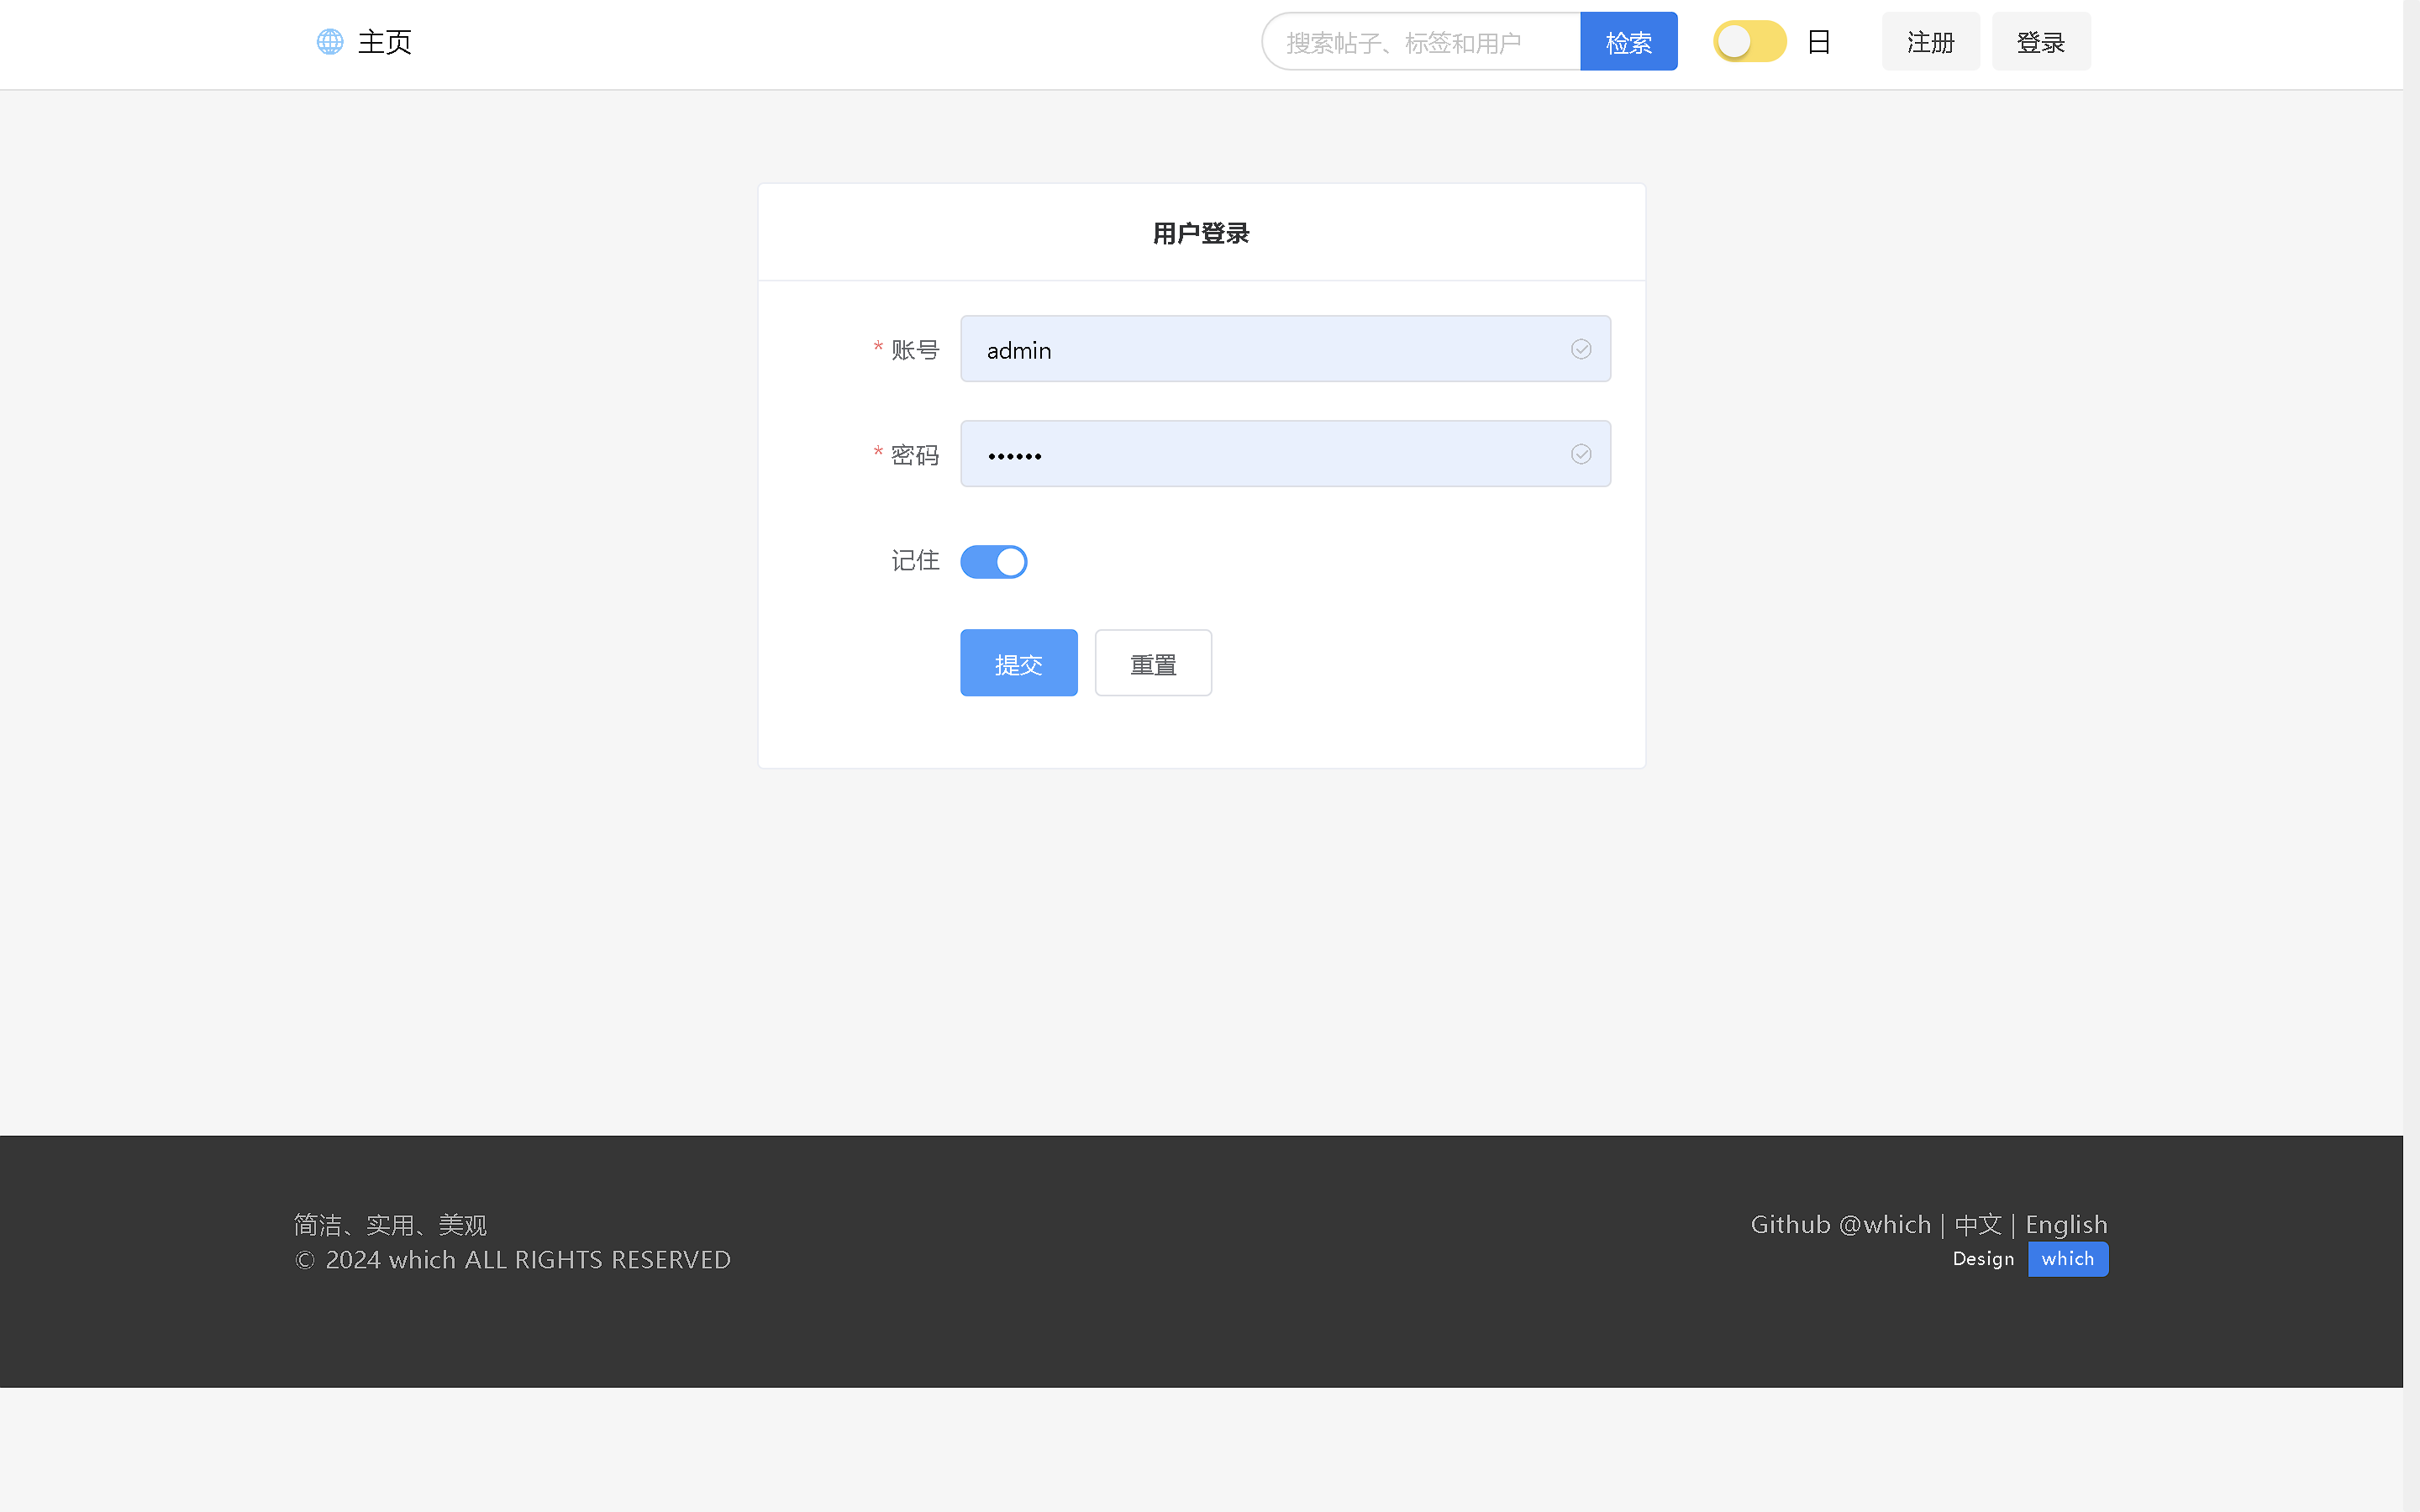 主页
搜索帖子、标签和用户 检索 日 注册 登录
用户登录
* 账号 admin
* 密码 ••••••
记住
提交 重置
简洁、实用、美观
© 2024 which ALL RIGHTS RESERVED
Github @which | 中文 | English
Design which